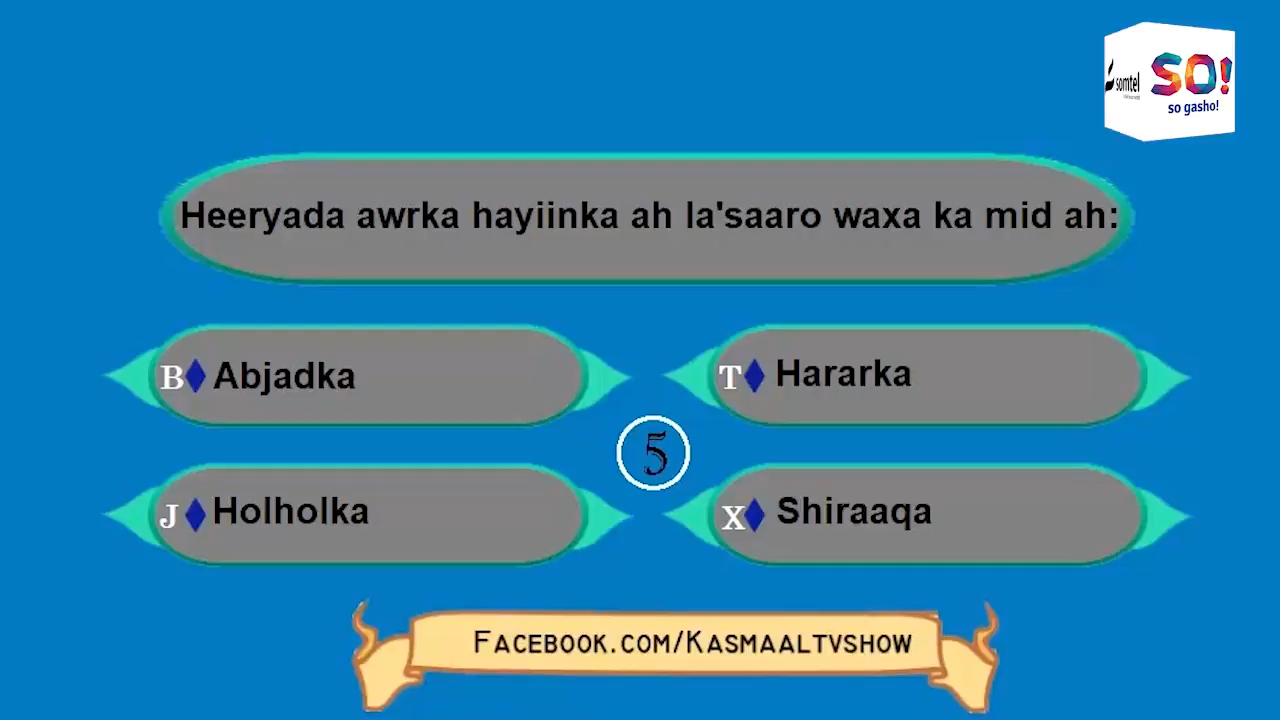 somtel
SO!
so gasho!
Heeryada awrka hayiinka ah la'saaro waxa ka mid ah:
B Abjadka
T Hararka
5
J Holholka
X Shiraaqa
FACEBOOK.COM/KASMAALTVSHOW